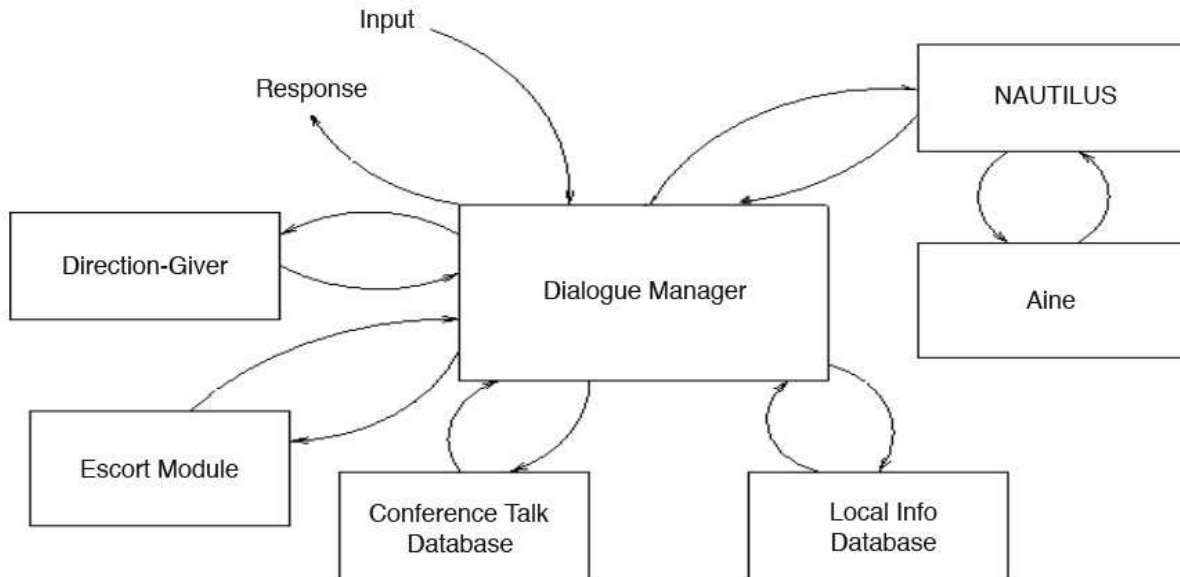 Input
Response
NAUTILUS
Direction-Giver
Dialogue Manager
Aine
Escort Module
Conference Talk
Database
Local Info
Database